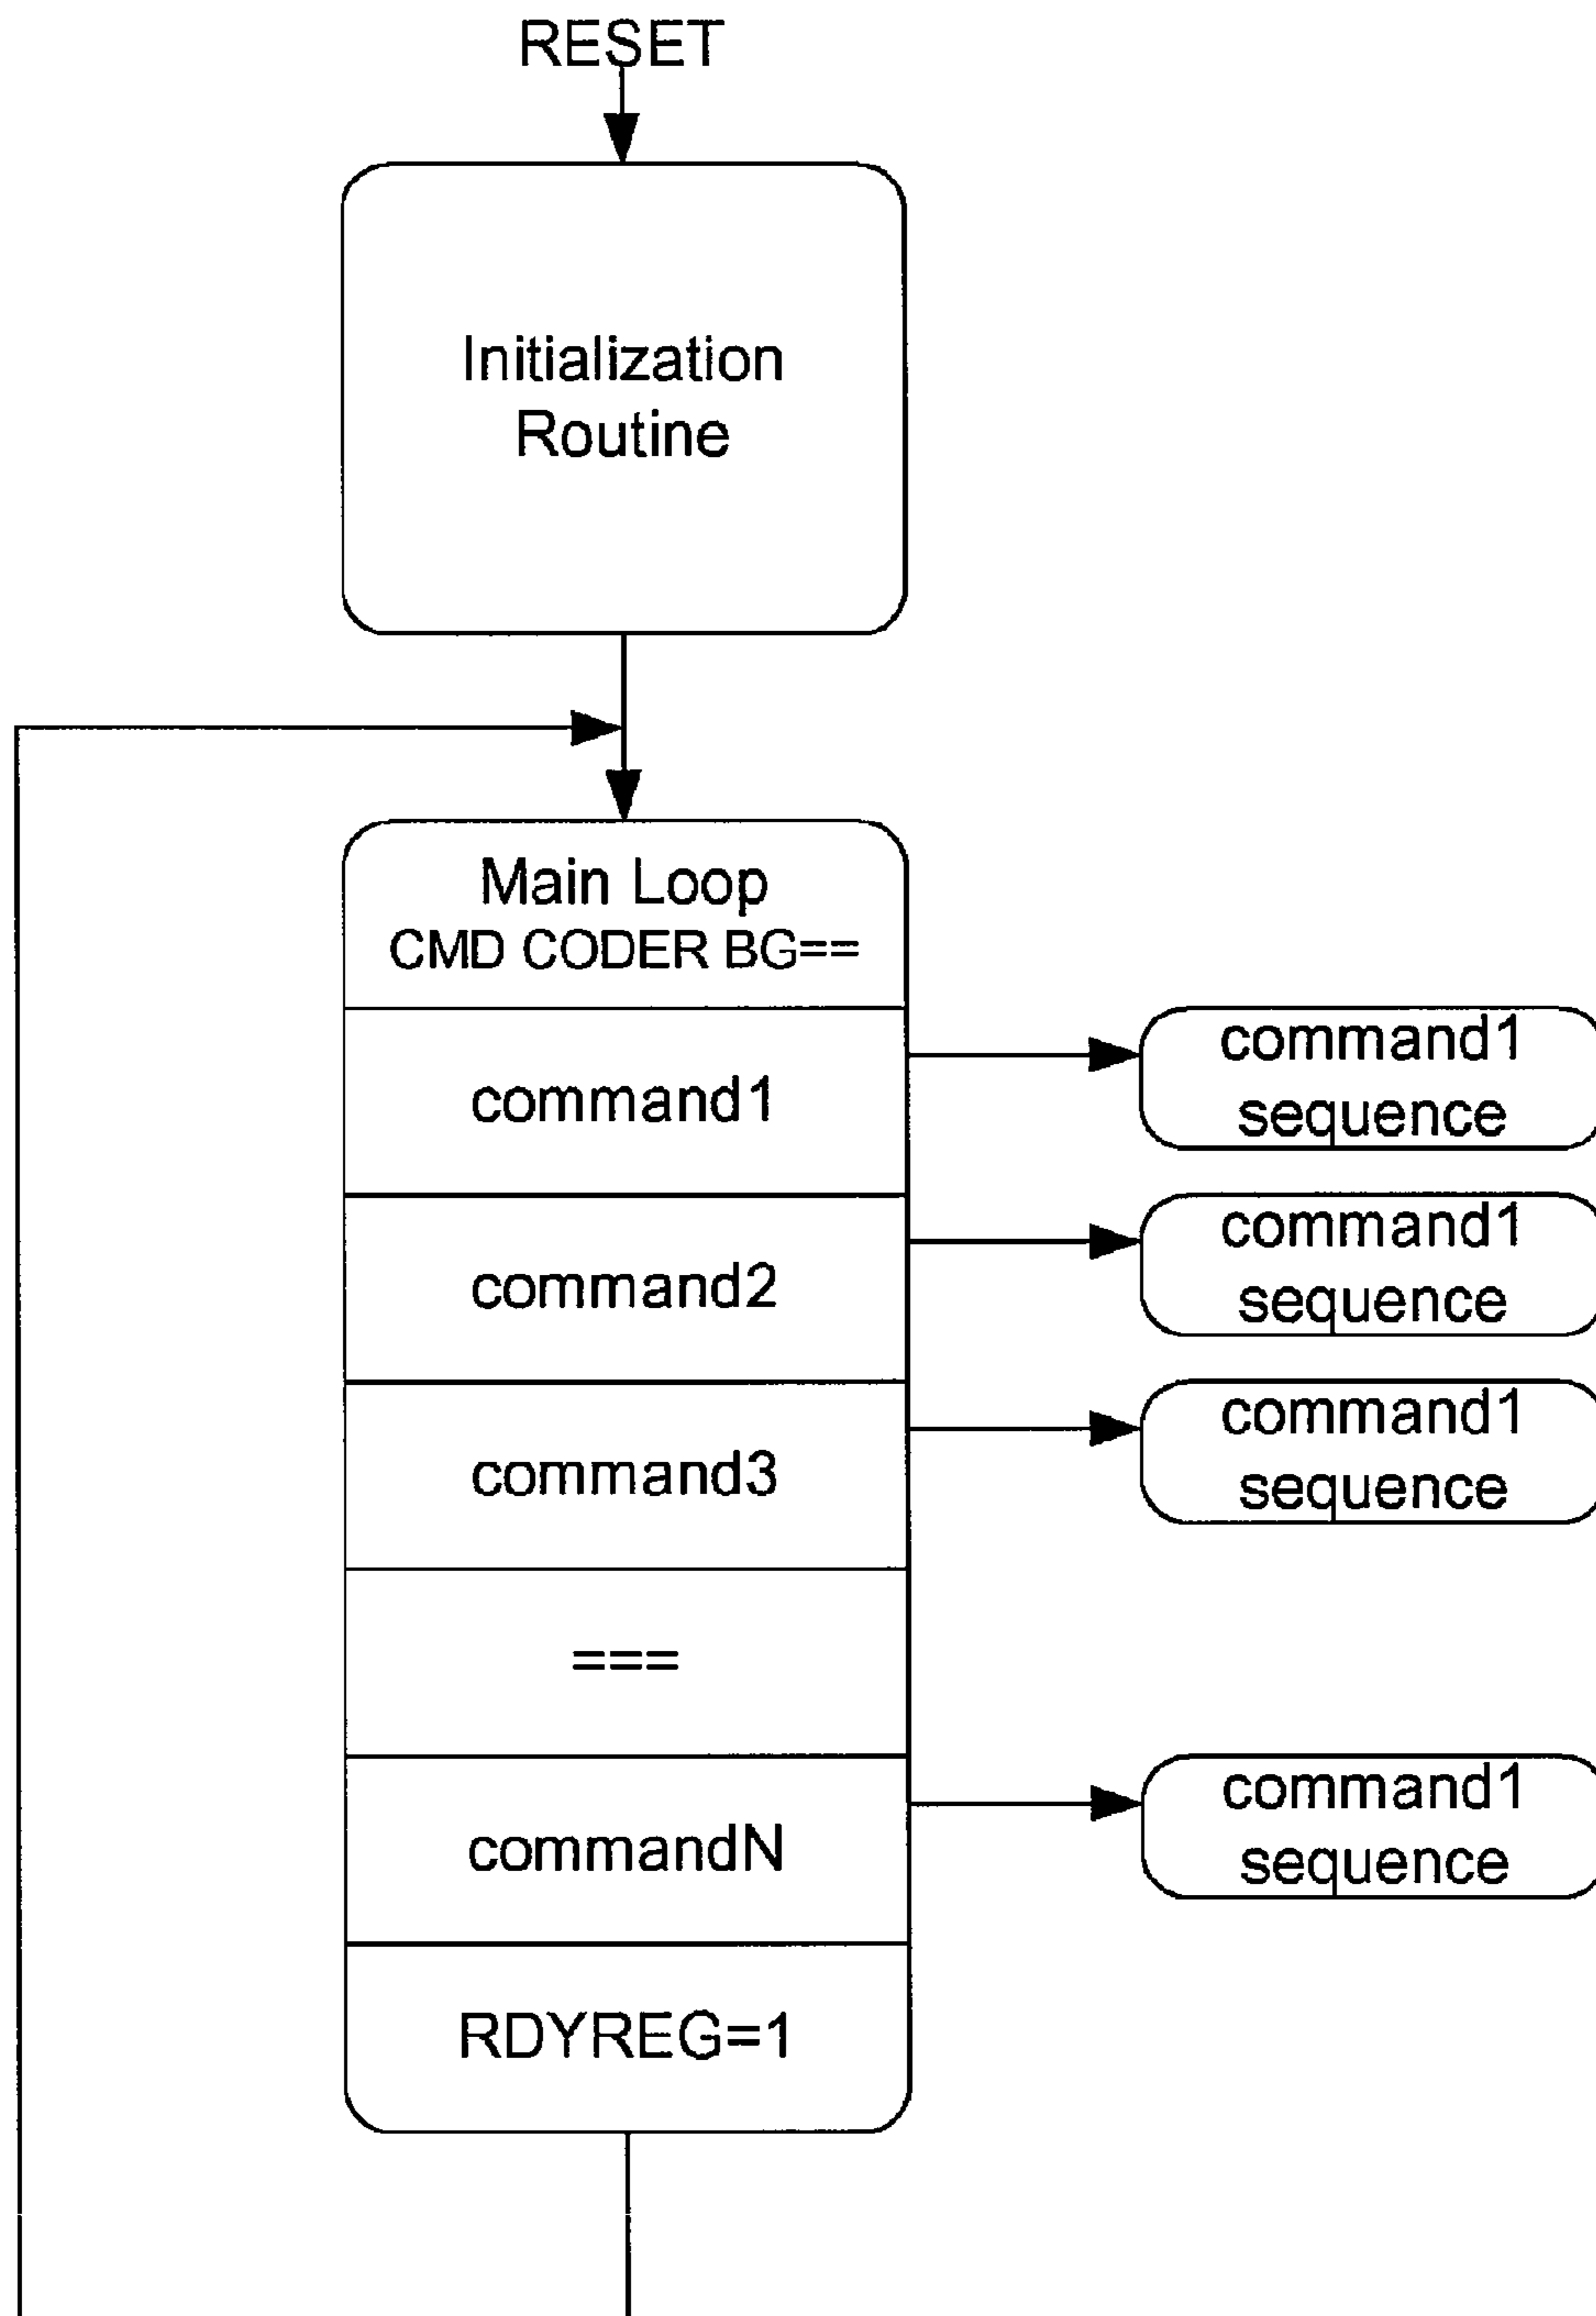 RESET
Initialization
Routine
Main Loop
CMD CODER BG==
command1
command1
sequence
command2
command1
sequence
command3
command1
sequence
===
commandN
command1
sequence
RDYREG=1